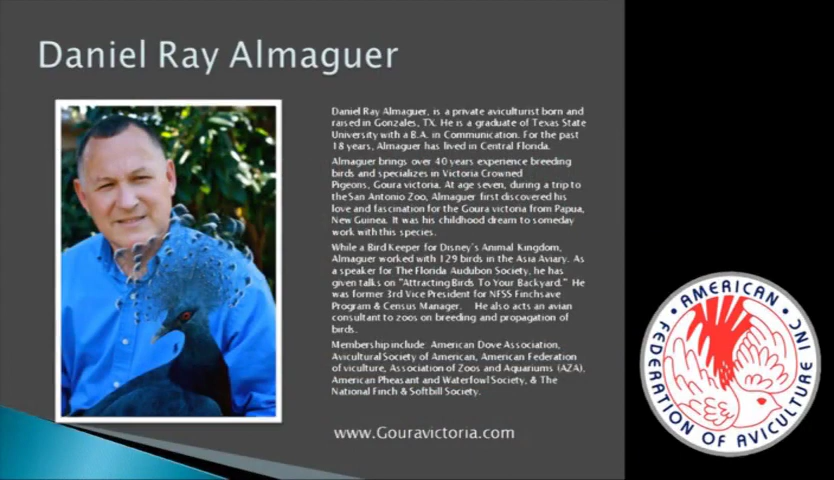 Daniel Ray Almaguer
Daniel Ray Almaguer, is a private aviculturist born and
raised in Gonzales, TX. He is a graduate of Texas State
University with a B.A. in Communication. For the past
18 years, Almaguer has lived in Central Florida.
Almaguer brings over 40 years experience breeding
birds and specializes in Victoria Crowned
Pigeons, Goura victoria. At age seven, during a trip to
the San Antonio Zoo, Almaguer first discovered his
love and fascination for the Goura victoria from Papua,
New Guinea. It was his childhood dream to someday
work with this species.
While a Bird Keeper for Disney's Animal Kingdom,
Almaguer worked with 129 birds in the Asia Aviary. As
a speaker for The Florida Audubon Society, he has
given talks on "Attracting Birds To Your Backyard." He
was former 3rd Vice President for NFSS Finchsave
Program & Census Manager. He also acts an avian
consultant to zoos on breeding and propagation of
birds.
Membership include: American Dove Association,
Avicultural Society of American, American Federation
of viculture, Association of Zoos and Aquariums (AZA),
American Pheasant and Waterfowl Society, & The
National Finch & Softbill Society.
www.Gouravictoria.com
AMERICAN FEDERATION OF AVICULTURE INC